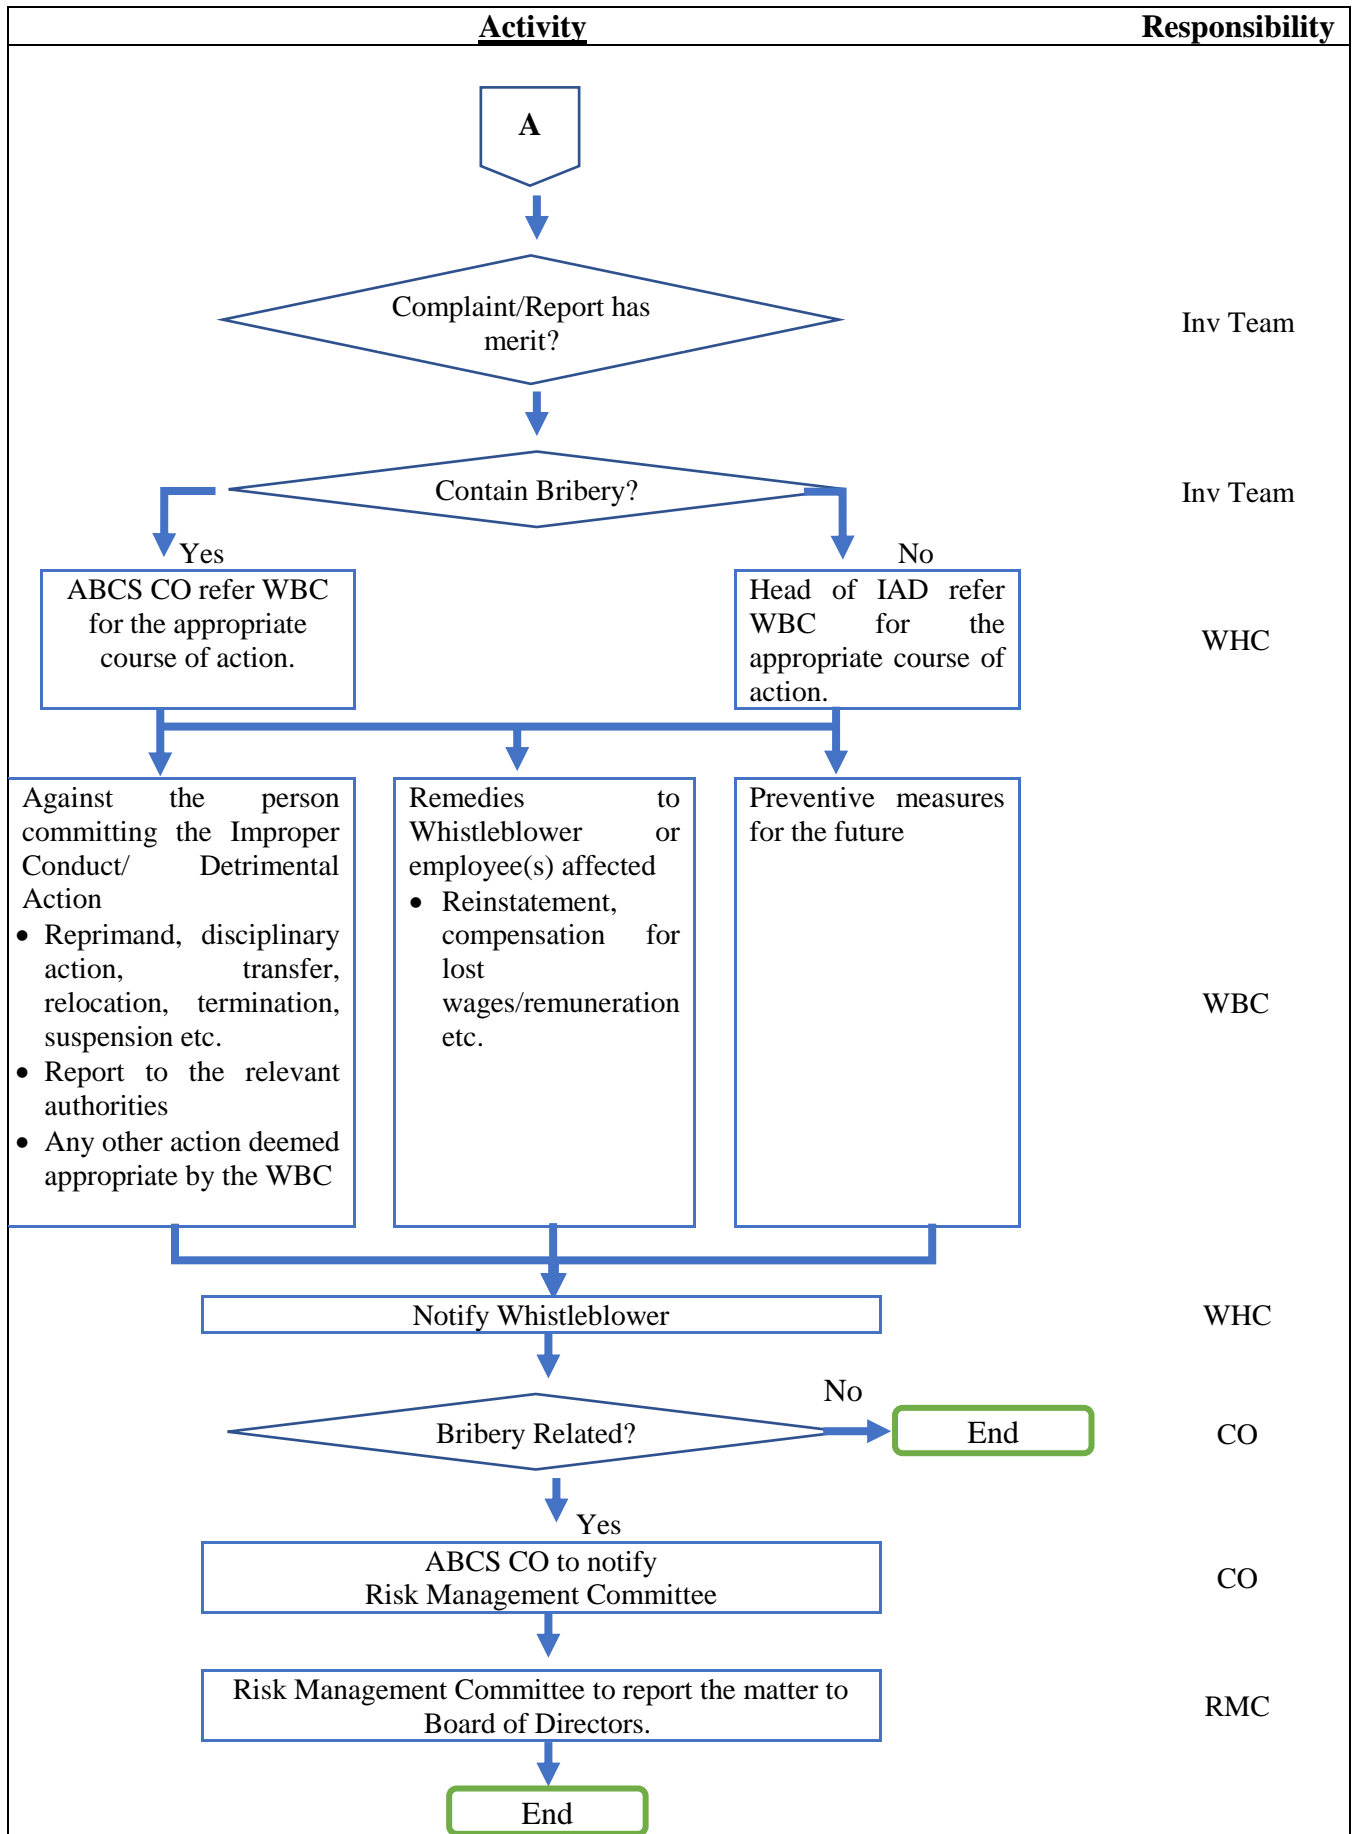 Activity
Responsibility
A
Complaint/Report has
merit?
Inv Team
Contain Bribery?
Inv Team
Yes
No
ABCS CO refer WBC
for the appropriate
course of action.
Head of IAD refer
WBC for the
appropriate course of
action.
WHC
Against the person
committing the Improper
Conduct/ Detrimental
Action
• Reprimand, disciplinary
action, transfer,
relocation, termination,
suspension etc.
• Report to the relevant
authorities
• Any other action deemed
appropriate by the WBC
Remedies to
Whistleblower or
employee(s) affected
• Reinstatement,
compensation for
lost
wages/remuneration
etc.
Preventive measures
for the future
WBC
Notify Whistleblower
WHC
No
Bribery Related?
End
CO
Yes
ABCS CO to notify
Risk Management Committee
CO
Risk Management Committee to report the matter to
Board of Directors.
RMC
End